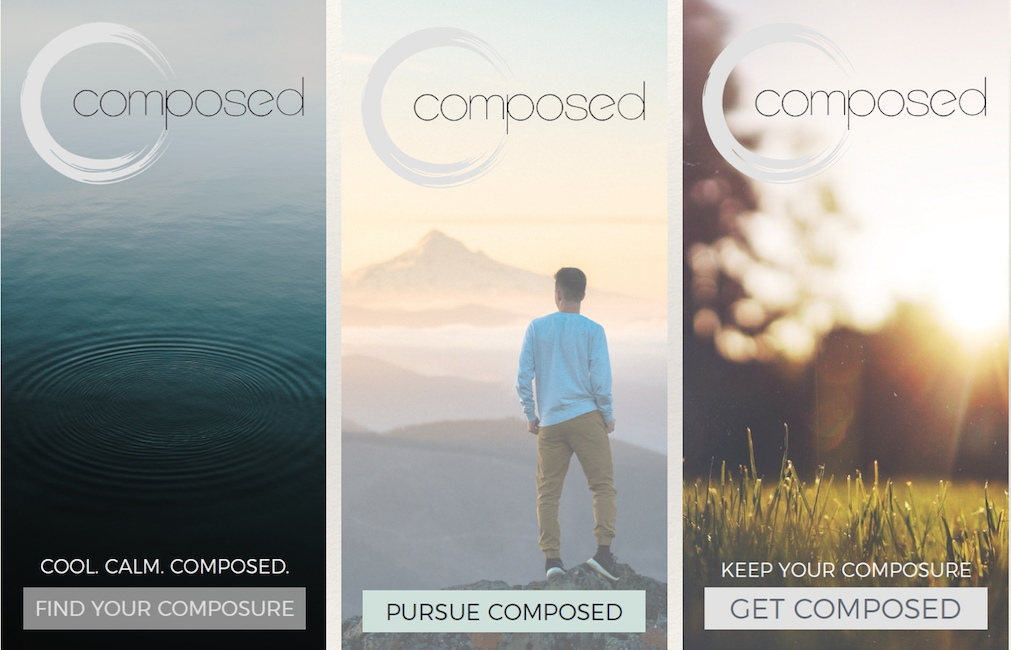 composed
COOL. CALM. COMPOSED.
FIND YOUR COMPOSURE
composed
PURSUE COMPOSED
composed
KEEP YOUR COMPOSURE
GET COMPOSED